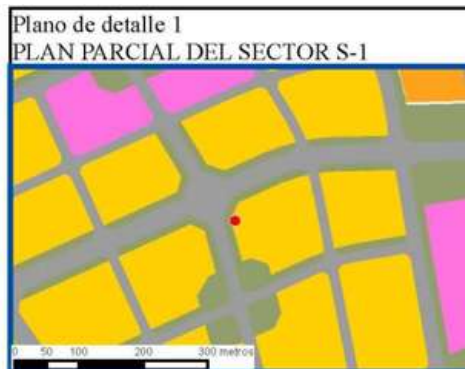 Plano de detalle 1
PLAN PARCIAL DEL SECTOR S-1
0 50 100 200 300 metros